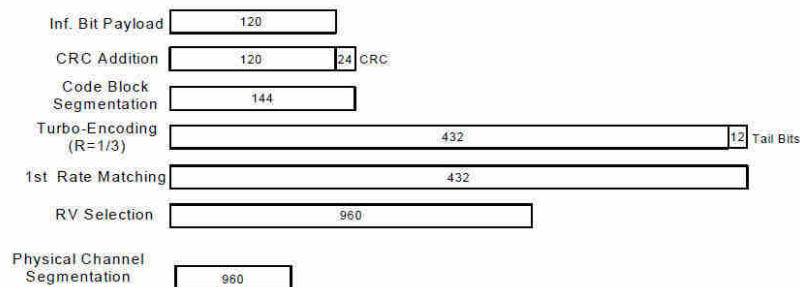 Inf. Bit Payload
120
CRC Addition
120
24
CRC
Code Block
Segmentation
144
Turbo-Encoding
(R=1/3)
432
12
Tail Bits
1st Rate Matching
432
RV Selection
960
Physical Channel
Segmentation
960